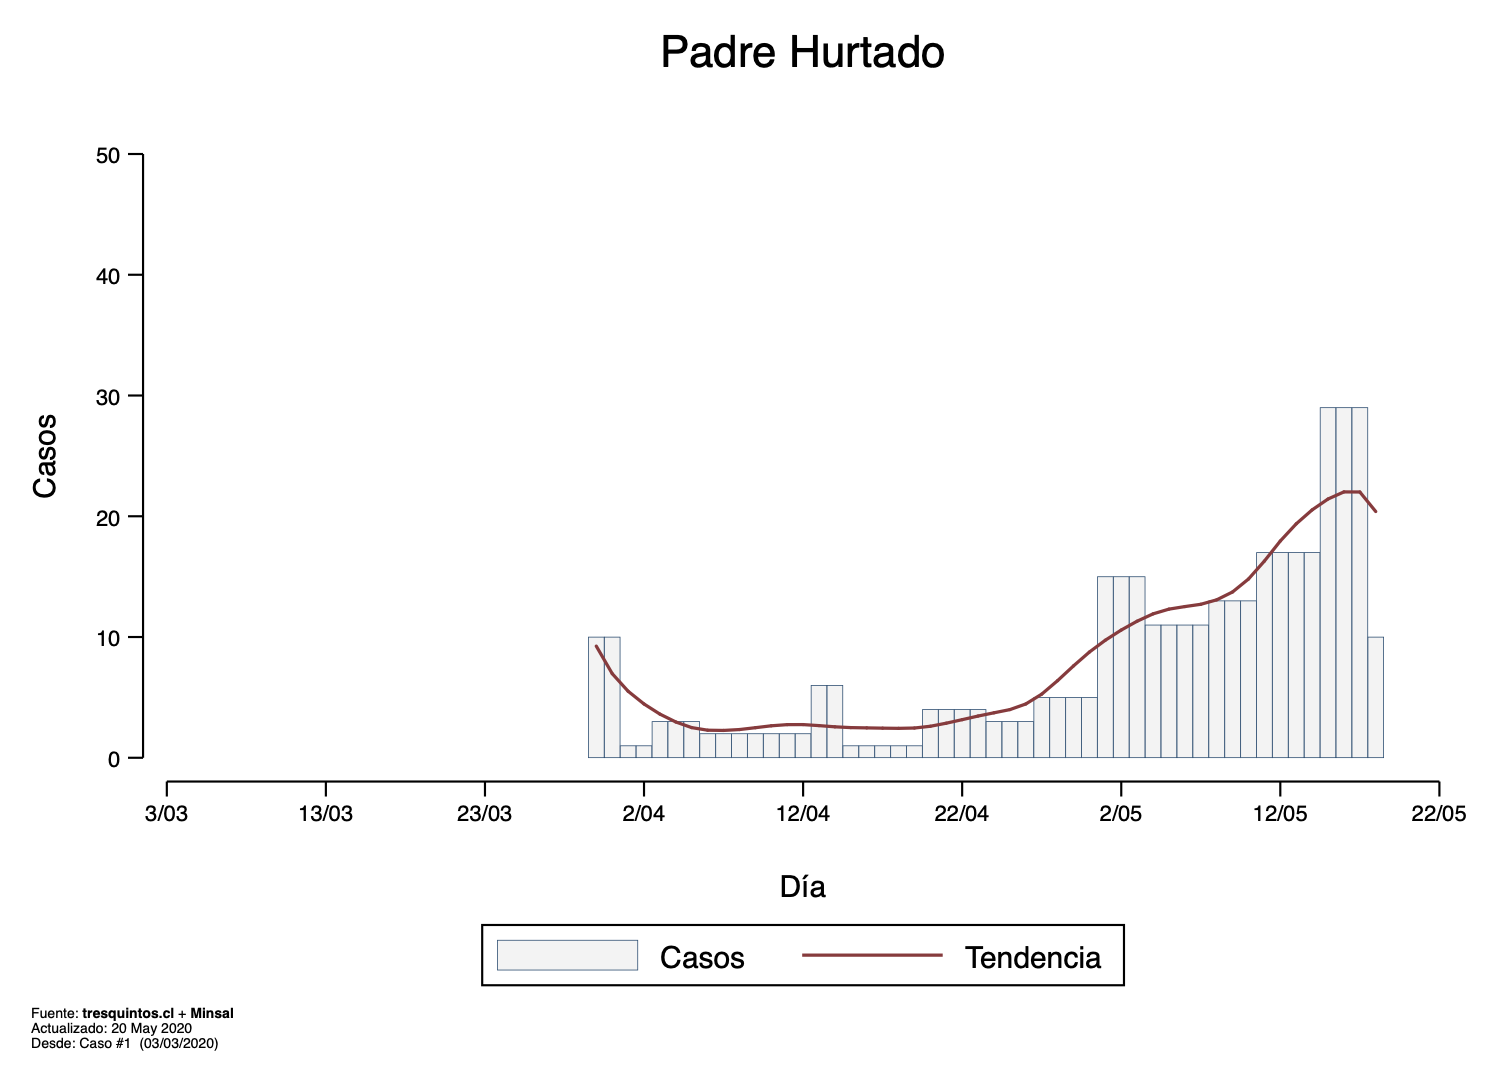 Padre Hurtado
50
40
30
20
10
0
Casos
3/03 13/03 23/03 2/04 12/04 22/04 2/05 12/05 22/05
Día
Casos Tendencia
Fuente: tresquintos.cl + Minsal
Actualizado: 20 May 2020
Desde: Caso #1 (03/03/2020)